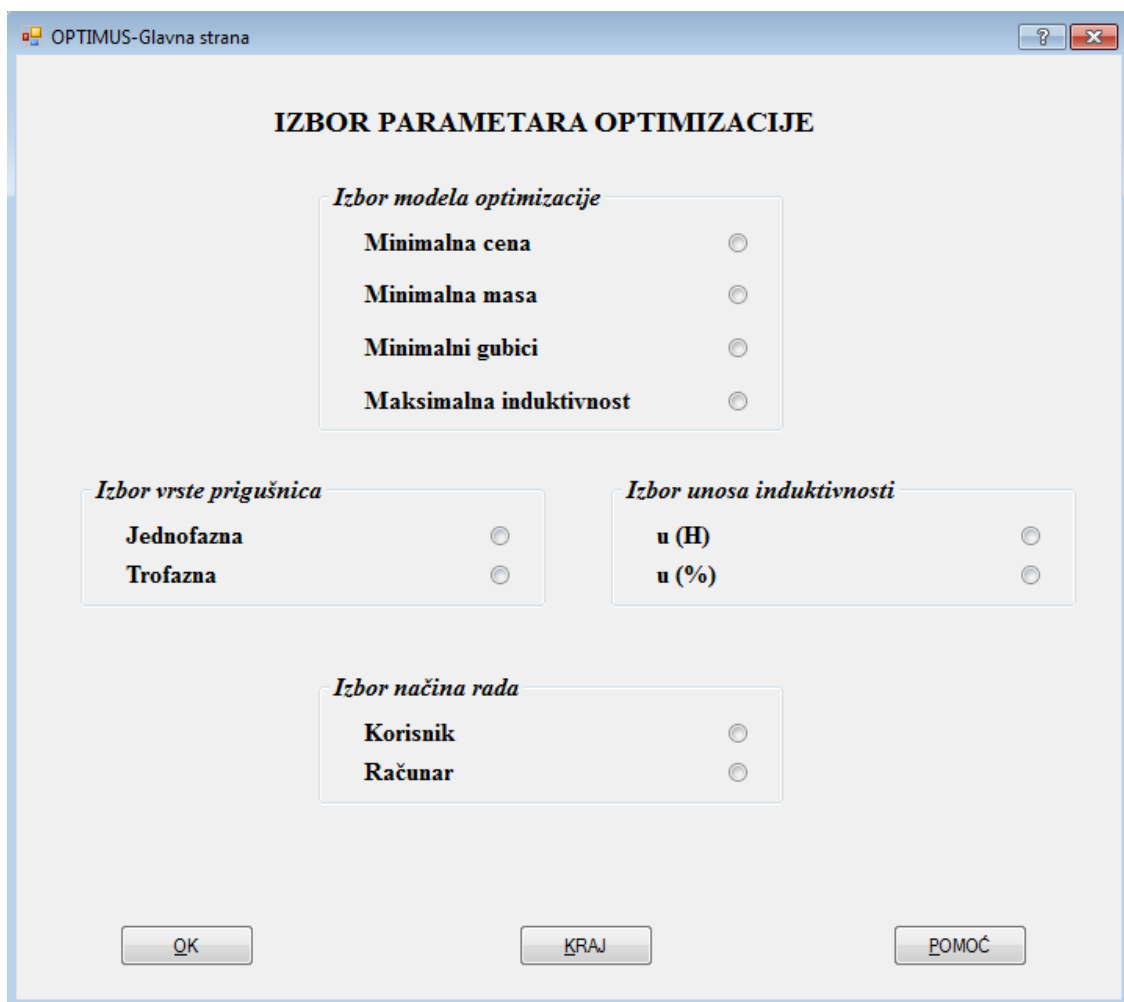 OPTIMUS-Glavna strana
IZBOR PARAMETARA OPTIMIZACIJE
Izbor modela optimizacije
Minimalna cena
Minimalna masa
Minimalni gubici
Maksimalna induktivnost
Izbor vrste prigušnica
Jednofazna
Trofazna
Izbor unosa induktivnosti
u (H)
u (%)
Izbor načina rada
Korisnik
Računar
OK
KRAJ
POMOĆ